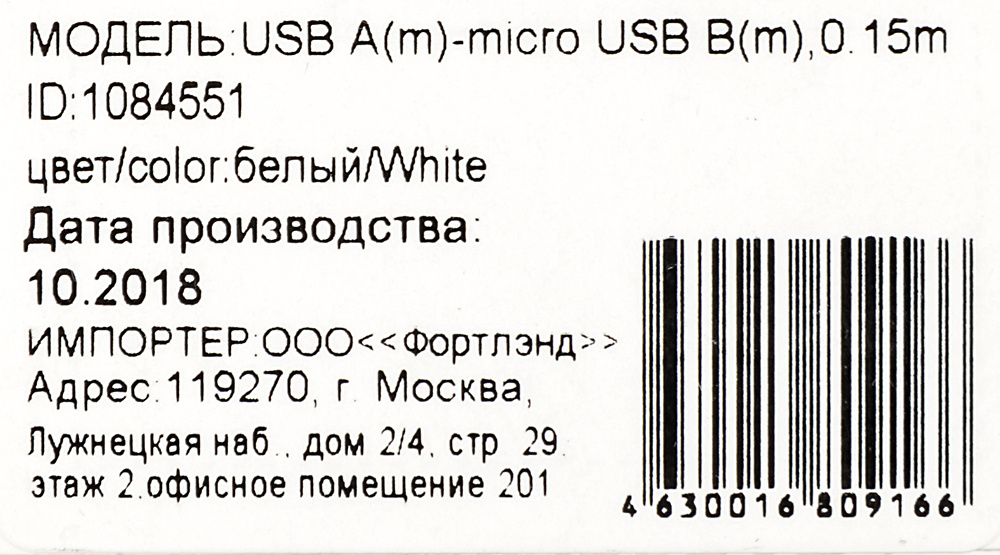 МОДЕЛЬ:USB A(m)-micro USB B(m),0.15m
ID:1084551
цвет/color:белый/White
Дата производства:
10.2018
ИМПОРТЕР:ООО<<Фортлэнд>>
Адрес:119270, г. Москва,
Лужнецкая наб., дом 2/4, стр. 29.
этаж 2.офисное помещение 201
4 630016 809166